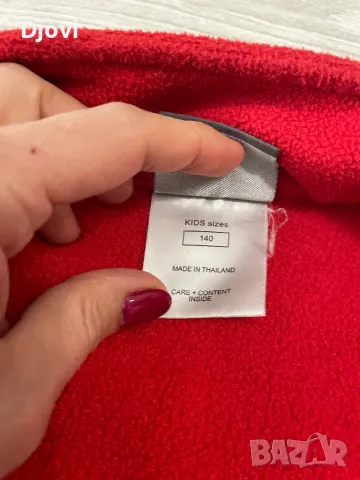 Djovi
KIDS sizes
140
MADE IN THAILAND
CARE + CONTENT
INSIDE
BAZAR